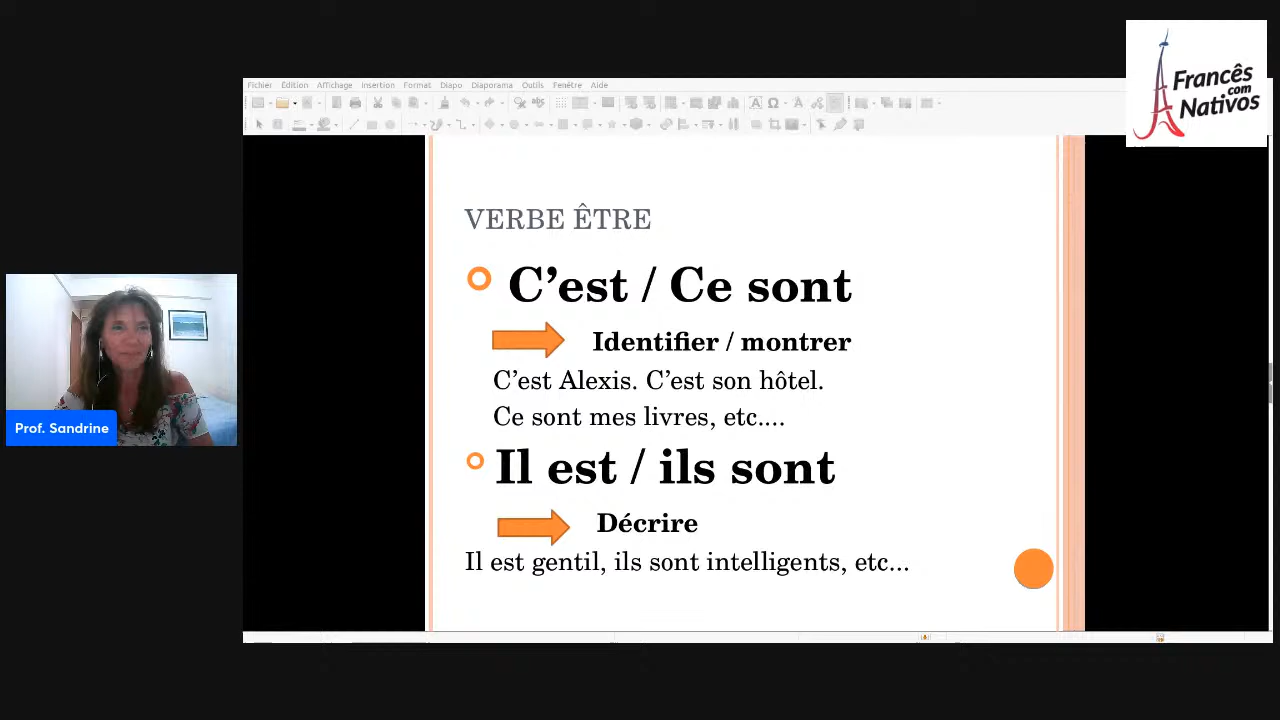 Francês
com
Nativos
Fichier Édition Affichage Insertion Format Diapo Diaporama Outils Fenêtre Aide
VERBE ÊTRE
C’est / Ce sont
Identifier / montrer
C’est Alexis. C’est son hôtel.
Ce sont mes livres, etc....
Il est / ils sont
Décrire
Il est gentil, ils sont intelligents, etc...
Prof. Sandrine